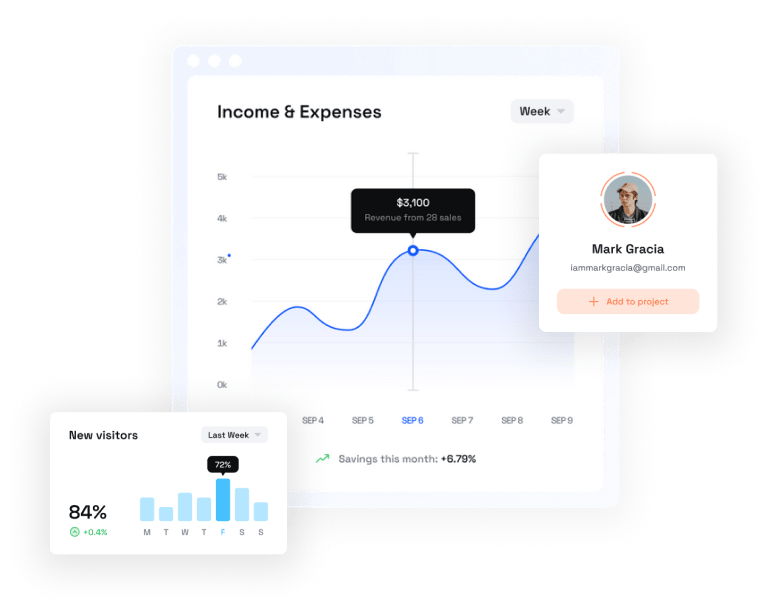 Income & Expenses
Week
5k
4k
3k
2k
1k
0k
$3,100
Revenue from 28 sales
SEP 4
SEP 5
SEP 6
SEP 7
SEP 8
SEP 9
Savings this month: +6.79%
Mark Gracia
iammarkgracia@gmail.com
Add to project
New visitors
Last Week
72%
84%
+0.4%
M T W T F S S